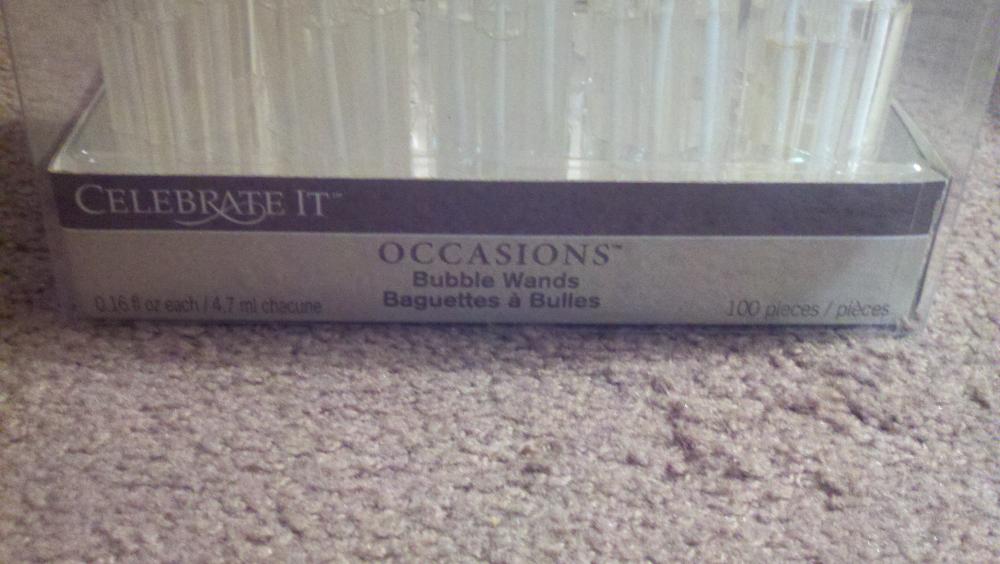 CELEBRATE IT™
OCCASIONS™
Bubble Wands
Baguettes à Bulles
0.16 fl oz each / 4.7 ml chacune
100 pieces / pièces